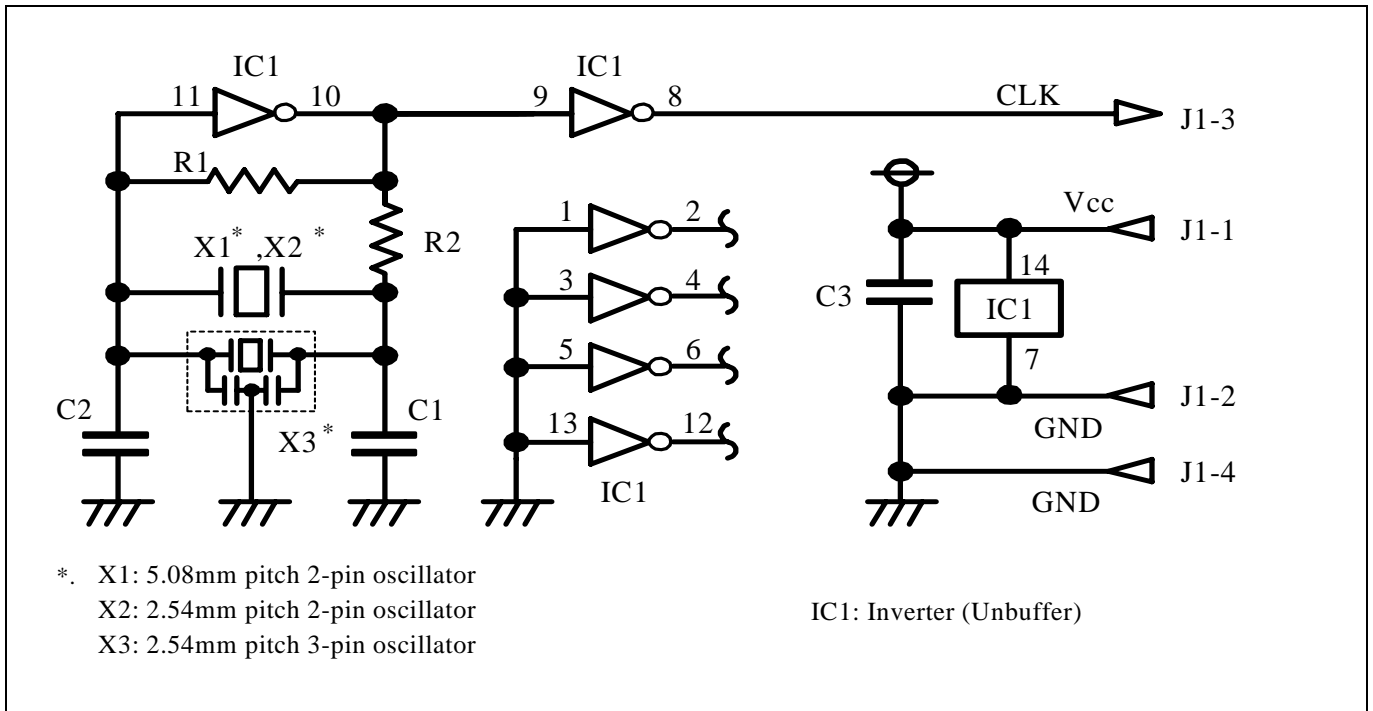 IC1 IC1
11 10 9 8 CLK J1-3
R1
1 2 Vcc J1-1
X1* ,X2 * R2
14
3 4 C3 IC1
5 6 7
C2 C1 J1-2
X3* 13 12 GND
IC1 J1-4
GND
*. X1: 5.08mm pitch 2-pin oscillator
X2: 2.54mm pitch 2-pin oscillator IC1: Inverter (Unbuffer)
X3: 2.54mm pitch 3-pin oscillator